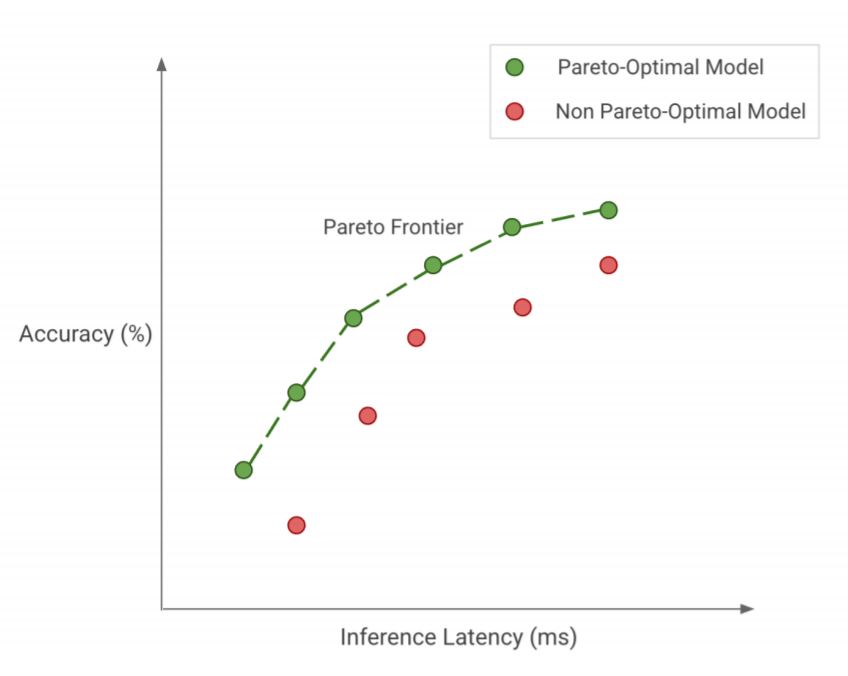 Pareto-Optimal Model
Non Pareto-Optimal Model
Pareto Frontier
Accuracy (%)
Inference Latency (ms)